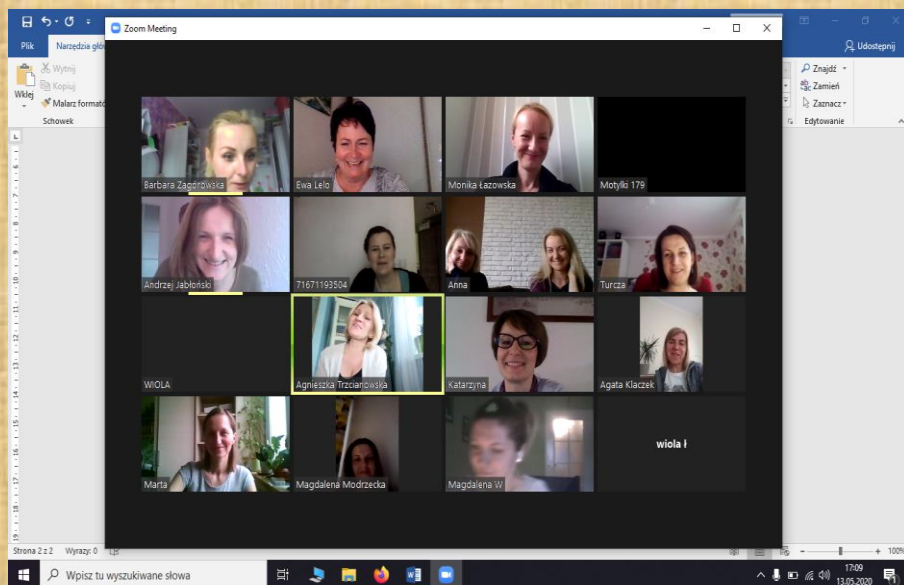 Zoom Meeting
Plik
Narzędzia głów
Udostępnij
Wklej
Wytnij
Kopiuj
Malarz formató
Schowek
Znajdź
Zamień
Zaznacz
Edytowanie
Barbara Zagórowska
Ewa Lelo
Monika Łazowska
Motylki 179
Andrzej Jabłoński
71671193504
Anna
Turcza
WIOLA
Agnieszka Trzcianowska
Katarzyna
Agata Klaczek
Marta
Magdalena Modrzecka
Magdalena W
wiola ł
Strona 2 z 2 Wyrazy: 0
100%
Wpisz tu wyszukiwane słowa
17:09
13.05.2020